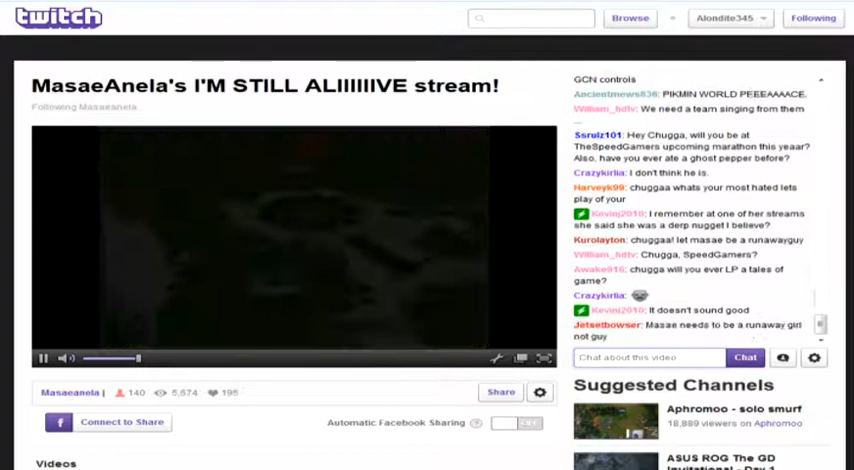 twitch
Browse
Alondite345
Following
MasaeAnela's I'M STILL ALIIIIIIVE stream!
Following Masaeanela
GCN controls
Ancientmews836: PIKMIN WORLD PEEEAAAACE.
William_hdtv: We need a team singing from them
...
Ssrulz101: Hey Chugga, will you be at
TheSpeedGamers upcoming marathon this yeaar?
Also, have you ever ate a ghost pepper before?
Crazykirlia: I don't think he is.
Harveyk99: chuggaa whats your most hated lets
play of your
Kevinj2010: I remember at one of her streams
she said she was a derp nugget I believe?
Kurolayton: chuggaa! let masae be a runawayguy
William_hdtv: Chugga, SpeedGamers?
Awake916: chugga will you ever LP a tales of
game?
Crazykirlia:
Kevinj2010: It doesn't sound good
Jetsetbowser: Masae needs to be a runaway girl
not guy
Chat about this video
Chat
Masaeanela |
140
5,574
195
Share
f Connect to Share
Automatic Facebook Sharing
?
OFF
Suggested Channels
Aphromoo - solo smurf
18,889 viewers on Aphromoo
ASUS ROG The GD
Invitational - Day 1
Videos